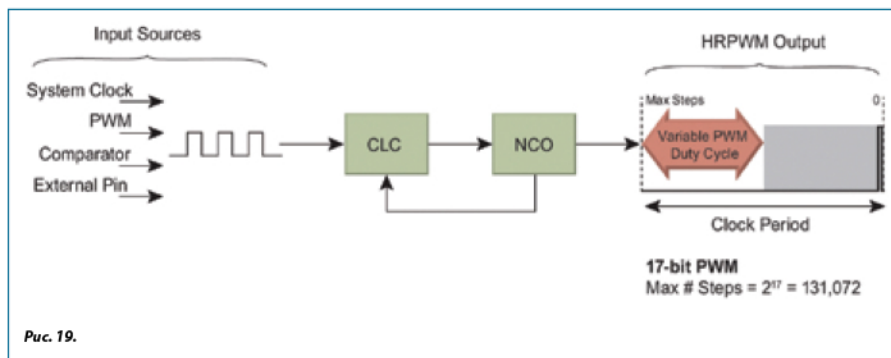 Input Sources
System Clock
PWM
Comparator
External Pin
CLC
NCO
HRPWM Output
Max Steps 0
Variable PWM
Duty Cycle
Clock Period
17-bit PWM
Max # Steps = 2¹⁷ = 131,072
Рис. 19.